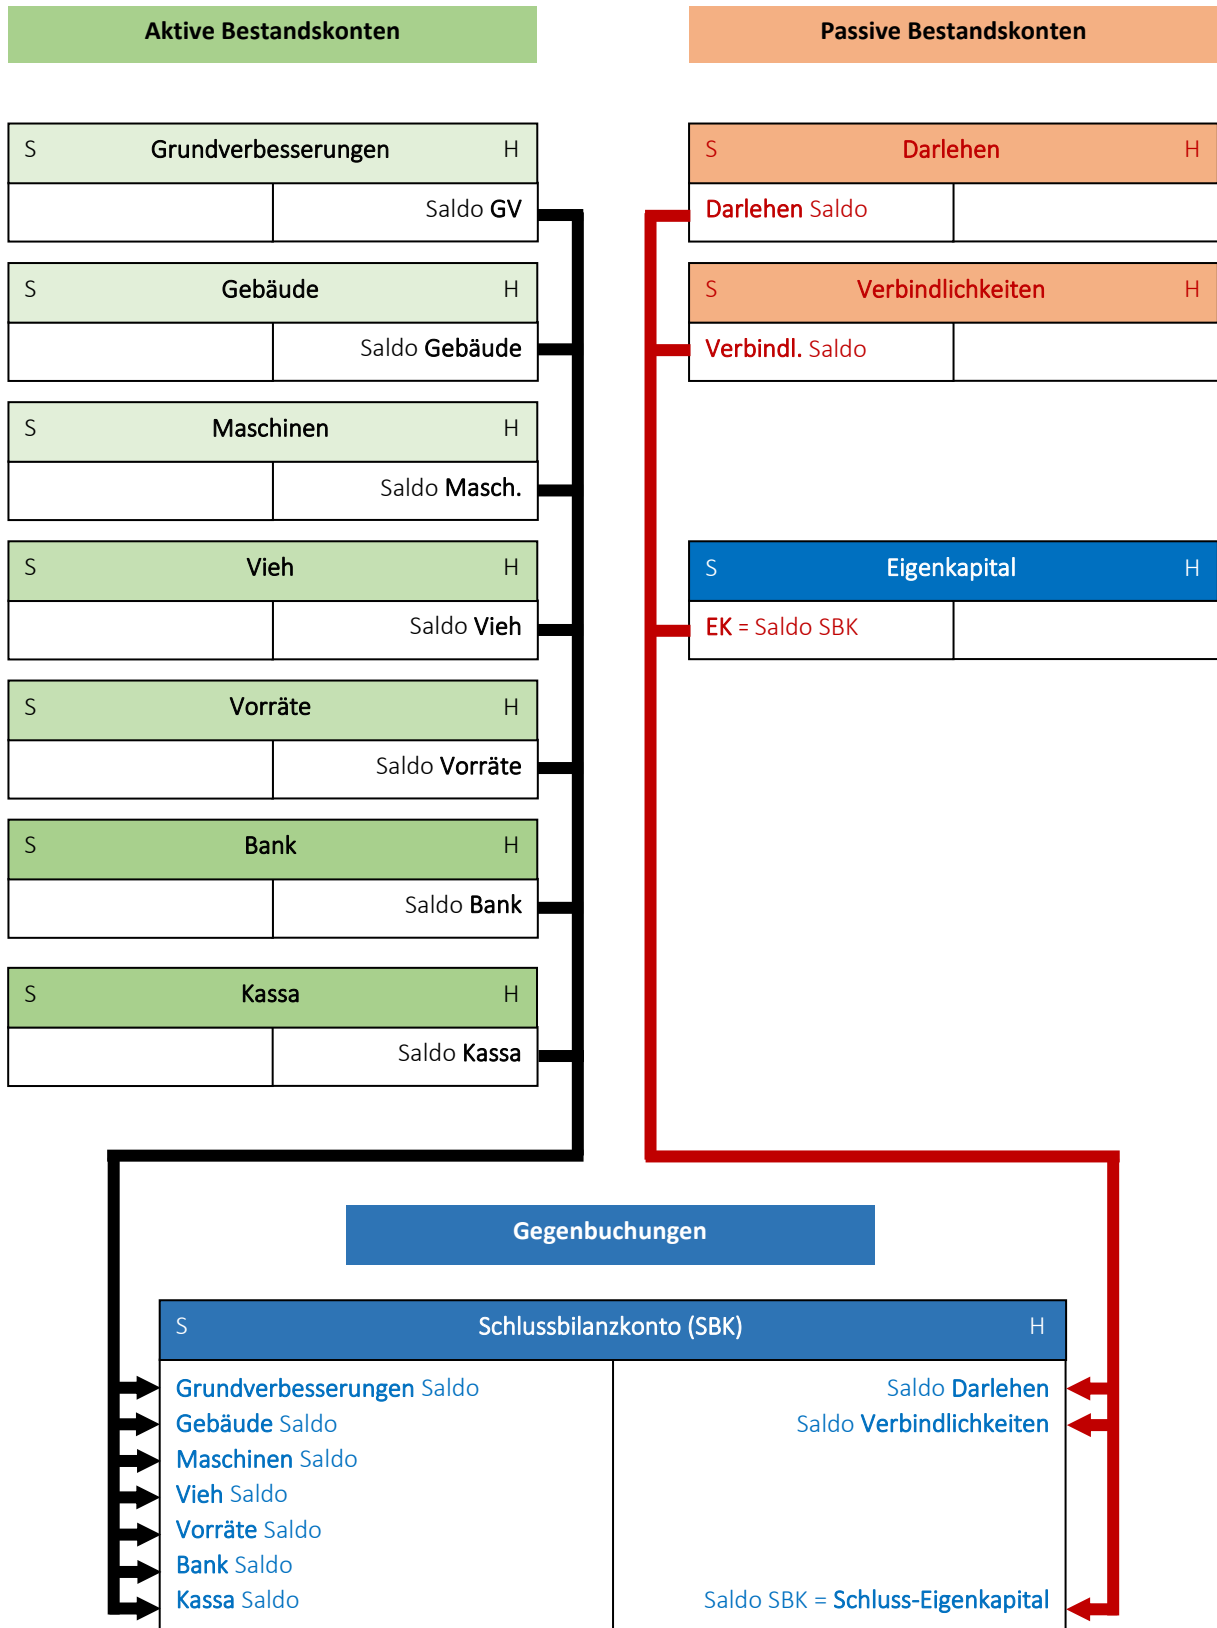 Aktive Bestandskonten
Passive Bestandskonten
S Grundverbesserungen H
Saldo GV
S Gebäude H
Saldo Gebäude
S Maschinen H
Saldo Masch.
S Vieh H
Saldo Vieh
S Vorräte H
Saldo Vorräte
S Bank H
Saldo Bank
S Kassa H
Saldo Kassa
S Darlehen H
Darlehen Saldo
S Verbindlichkeiten H
Verbindl. Saldo
S Eigenkapital H
EK = Saldo SBK
Gegenbuchungen
S Schlussbilanzkonto (SBK) H
Grundverbesserungen Saldo
Gebäude Saldo
Maschinen Saldo
Vieh Saldo
Vorräte Saldo
Bank Saldo
Kassa Saldo
Saldo Darlehen
Saldo Verbindlichkeiten
Saldo SBK = Schluss-Eigenkapital